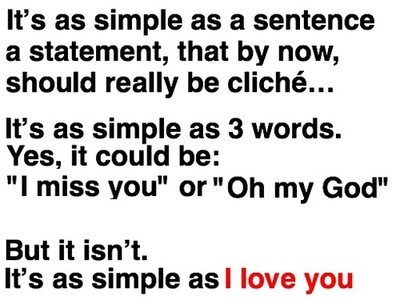 It's as simple as a sentence
a statement, that by now,
should really be cliché...
It's as simple as 3 words.
Yes, it could be:
"I miss you" or "Oh my God"
But it isn't.
It's as simple as I love you